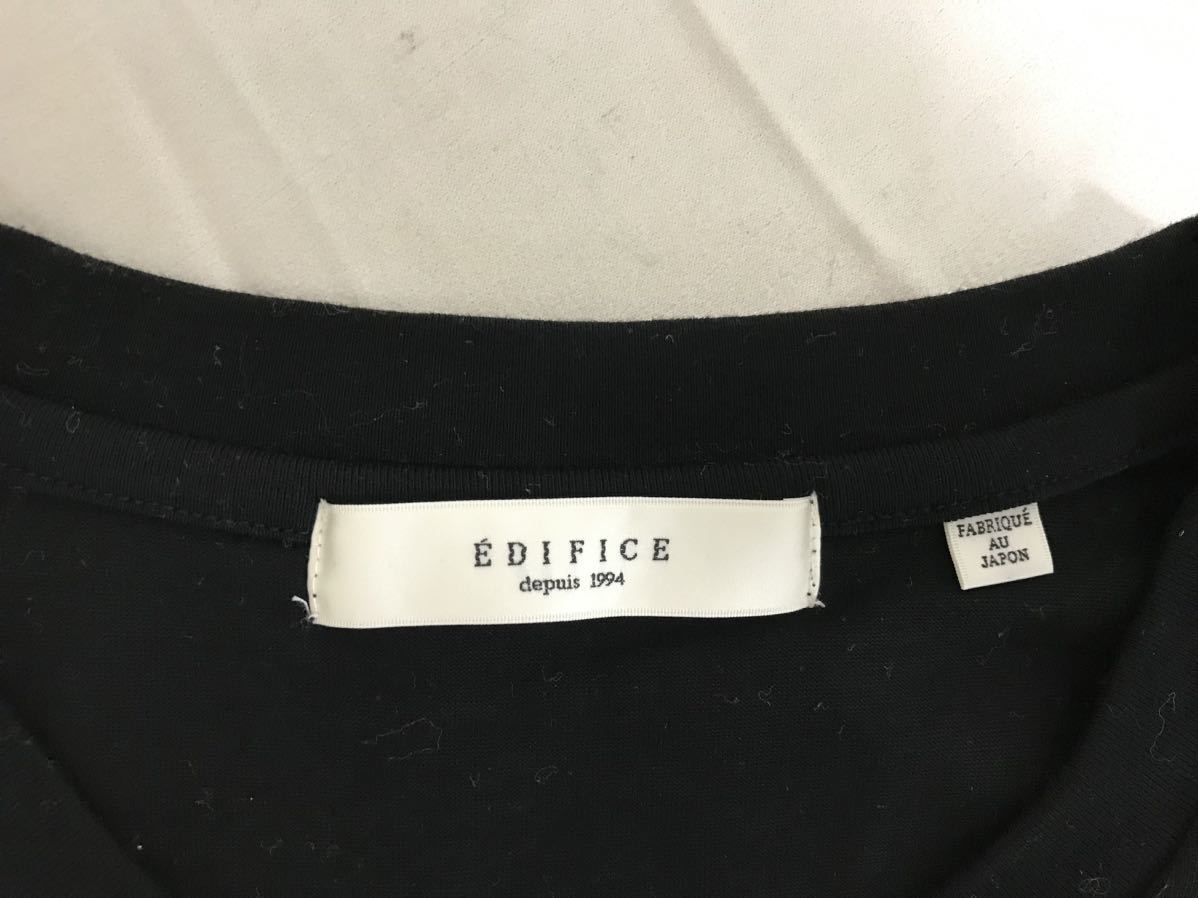 ÉDIFICE
depuis 1994
FABRIQUÉ
AU
JAPON